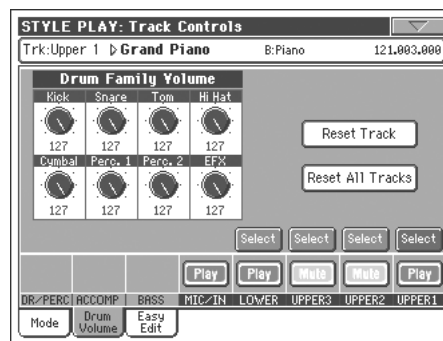 STYLE PLAY: Track Controls
Trk:Upper 1 ▷Grand Piano B:Piano 121.003.000
Drum Family Volume
Kick Snare Tom Hi Hat
127 127 127 127
Cymbal Perc. 1 Perc. 2 EFX
127 127 127 127
Reset Track
Reset All Tracks
Select Select Select Select
Play Play Mute Mute Play
DR/PERC ACCOMP BASS MIC/IN LOWER UPPER3 UPPER2 UPPER1
Mode Drum Volume Easy Edit